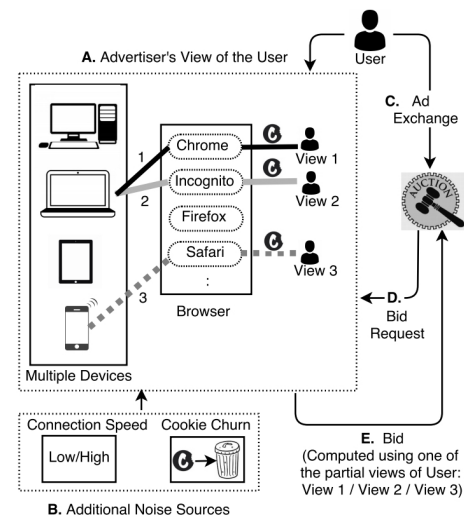 A. Advertiser's View of the User
User
C. Ad
Exchange
AUCTION
1
2
3
Chrome
Incognito
Firefox
Safari
:
Browser
C
View 1
C
View 2
C
View 3
Multiple Devices
D.
Bid
Request
Connection Speed
Low/High
Cookie Churn
C
E. Bid
(Computed using one of
the partial views of User:
View 1 / View 2 / View 3)
B. Additional Noise Sources